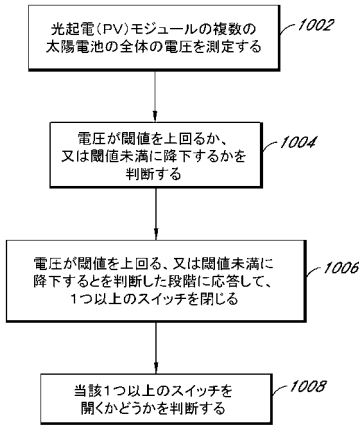 光起電(PV)モジュールの複数の
太陽電池の全体の電圧を測定する
1002
電圧が閾値を上回るか、
又は閾値未満に降下するかを
判断する
1004
電圧が閾値を上回る、又は閾値未満に
降下するとを判断した段階に応答して、
1つ以上のスイッチを閉じる
1006
当該1つ以上のスイッチを
開くかどうかを判断する
1008